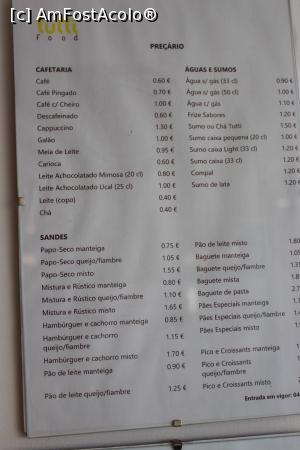 [c] AmFostAcolo®
tutti
Food
PREÇÁRIO
CAFETARIA
Café 0.60 €
Café Pingado 0.70 €
Café c/ Cheiro 1.00 €
Descafeinado 0.60 €
Cappuccino 1.30 €
Galão 1.00 €
Meia de Leite 0.95 €
Carioca 0.60 €
Leite Achocolatado Mimosa (20 cl) 0.80 €
Leite Achocolatado Ucal (25 cl) 1.00 €
Leite (copo) 0.40 €
Chá 0.40 €
ÁGUAS E SUMOS
Água s/ gás (33 cl) 0.90 €
Água s/ gás (50 cl) 1.00 €
Água c/ gás 1.10 €
Frize Sabores 1.20 €
Sumo ou Chá Tutti 1.50 €
Sumo caixa pequena (20 cl) 1.00 €
Sumo caixa Light (33 cl) 1.20 €
Sumo caixa (33 cl) 1.20 €
Compal 1.20 €
Sumo de lata 1.20 €
SANDES
Papo-Seco manteiga 0.75 €
Papo-Seco queijo/fiambre 1.05 €
Papo-Seco misto 1.55 €
Mistura e Rústico manteiga 0.80 €
Mistura e Rústico queijo/fiambre 1.10 €
Mistura e Rústico misto 1.65 €
Hambúrguer e cachorro manteiga 0.85 €
Hambúrguer e cachorro
queijo/fiambre 1.15 €
Hambúrguer e cachorro misto 1.70 €
Pão de leite manteiga 0.90 €
Pão de leite queijo/fiambre 1.25 €
Pão de leite misto 1.80
Baguete manteiga
Baguete queijo/fiambre
Baguete mista
Baguete de pasta
Pães Especiais manteiga
Pães Especiais queijo/fiambre
Pães Especiais misto
Pico e Croissants manteiga
Pico e Croissants
queijo/fiambre
Pico e Croissants misto
Entrada em vigor: 04